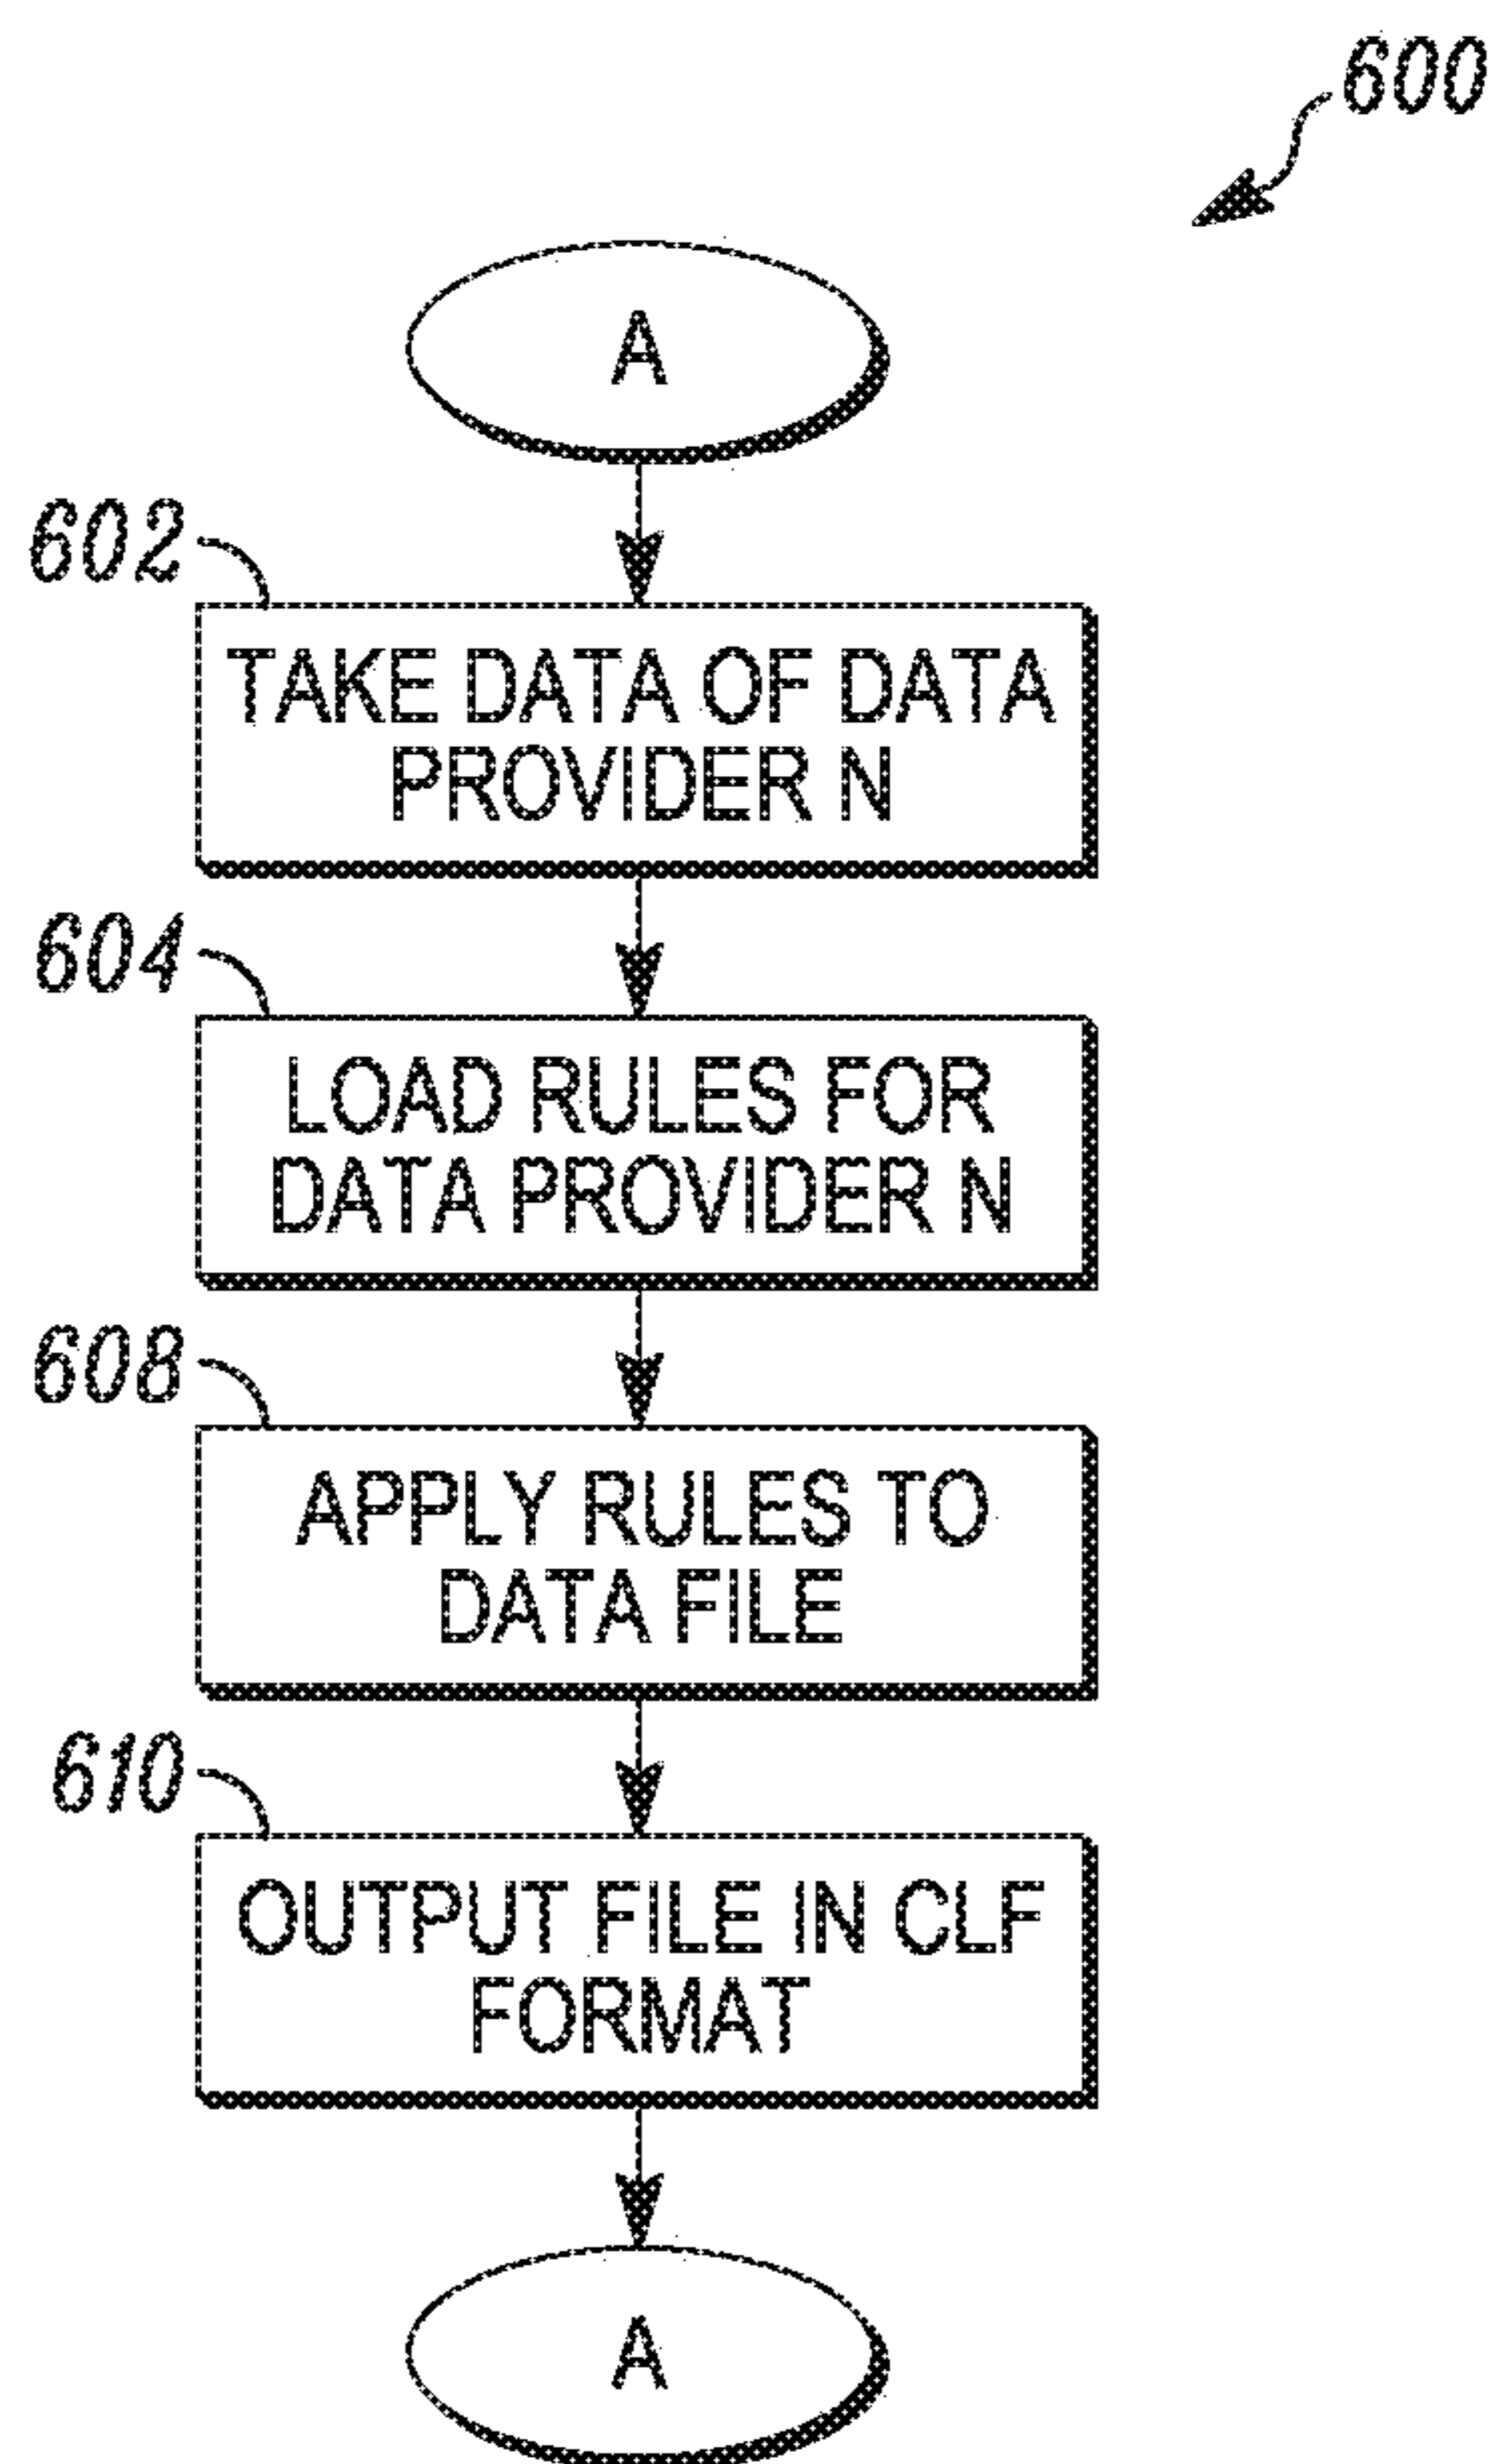 600
A
602
TAKE DATA OF DATA
PROVIDER N
604
LOAD RULES FOR
DATA PROVIDER N
608
APPLY RULES TO
DATA FILE
610
OUTPUT FILE IN CLF
FORMAT
A